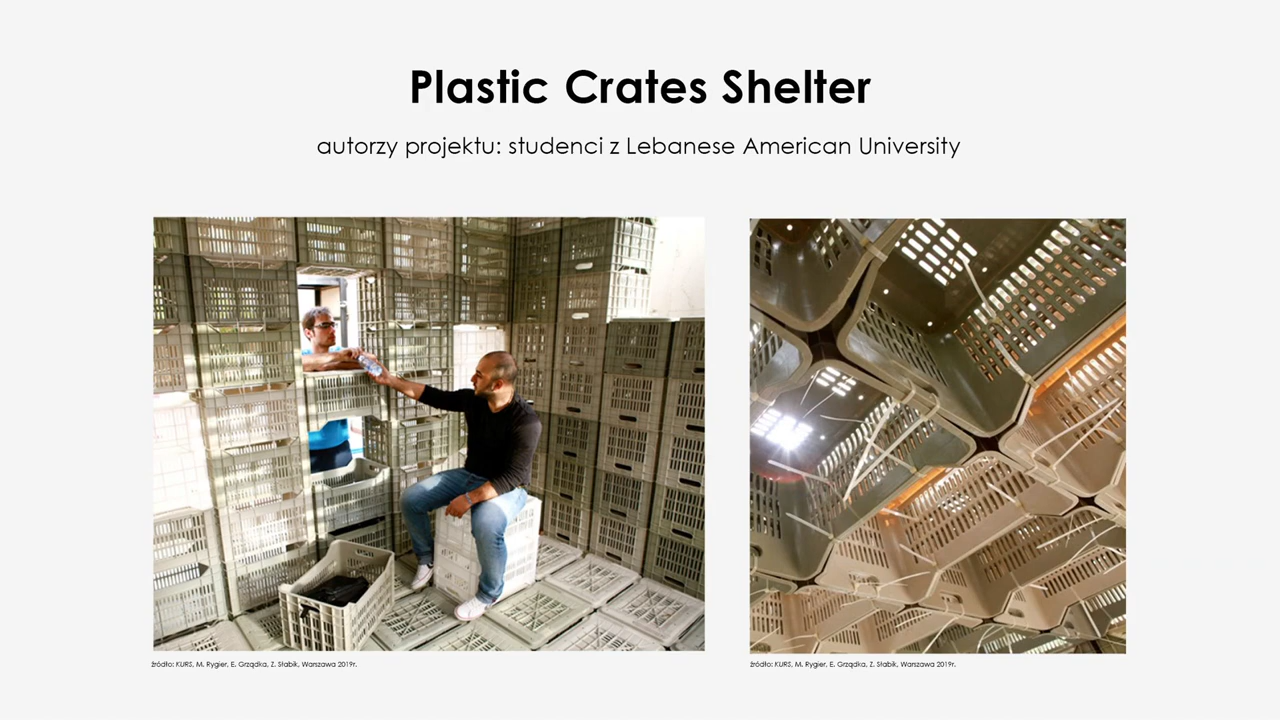 Plastic Crates Shelter
autorzy projektu: studenci z Lebanese American University
źródło: KURS, M. Rygier, E. Grządka, Z. Słabik, Warszawa 2019r.
źródło: KURS, M. Rygier, E. Grządka, Z. Słabik, Warszawa 2019r.